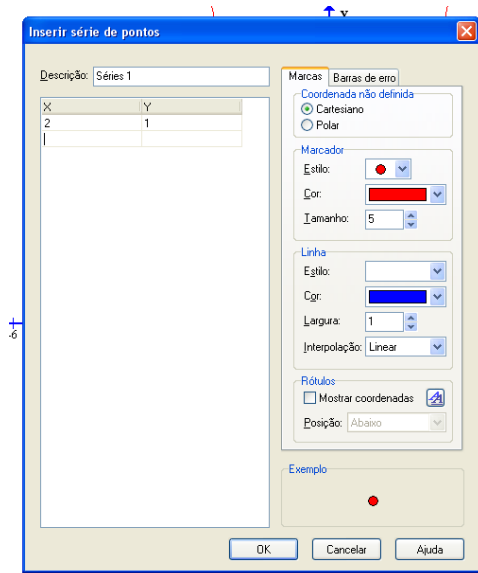 Y
Inserir série de pontos
Descrição: Séries 1
X Y
2 1
Marcas Barras de erro
Coordenada não definida
Cartesiano
Polar
Marcador
Estilo:
Cor:
Tamanho: 5
Linha
Estilo:
Cor:
Largura: 1
Interpolação: Linear
Rótulos
Mostrar coordenadas
Posição: Abaixo
Exemplo
-6
OK Cancelar Ajuda